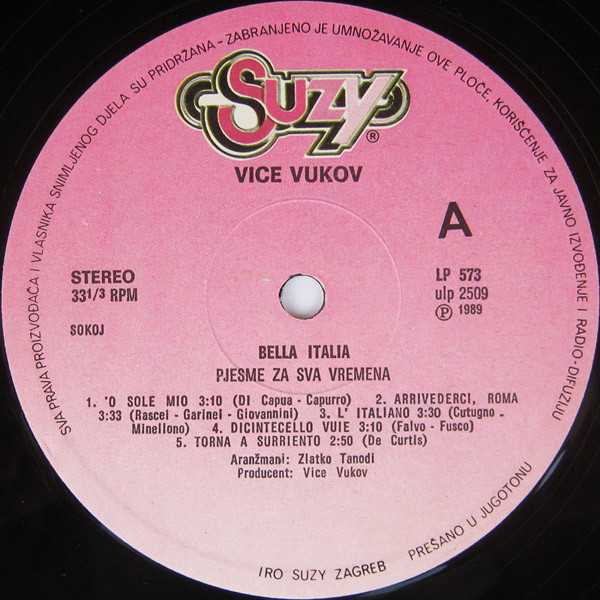 SVA PRAVA PROIZVOĐAČA I VLASNIKA SNIMLJENOG DJELA SU PRIDRŽANA - ZABRANJENO JE UMNOŽAVANJE OVE PLOČE, KORIŠĆENJE ZA JAVNO IZVOĐENJE I RADIO-DIFUZIJU
SUZY®
VICE VUKOV
A
STEREO
33 1/3 RPM
SOKOJ
LP 573
ulp 2509
Ⓟ 1989
BELLA ITALIA
PJESME ZA SVA VREMENA
1. 'O SOLE MIO 3:10 (DI Capua - Capurro) 2. ARRIVEDERCI, ROMA
3:33 (Rascel - Garinel - Giovannini) 3. L' ITALIANO 3:30 (Cutugno -
Minellono) 4. DICINTECELLO VUIE 3:10 (Falvo - Fusco)
5. TORNA A SURRIENTO 2:50 (De Curtis)
Aranžmani: Zlatko Tanodi
Producent: Vice Vukov
IRO SUZY ZAGREB
PREŠANO U JUGOTONU